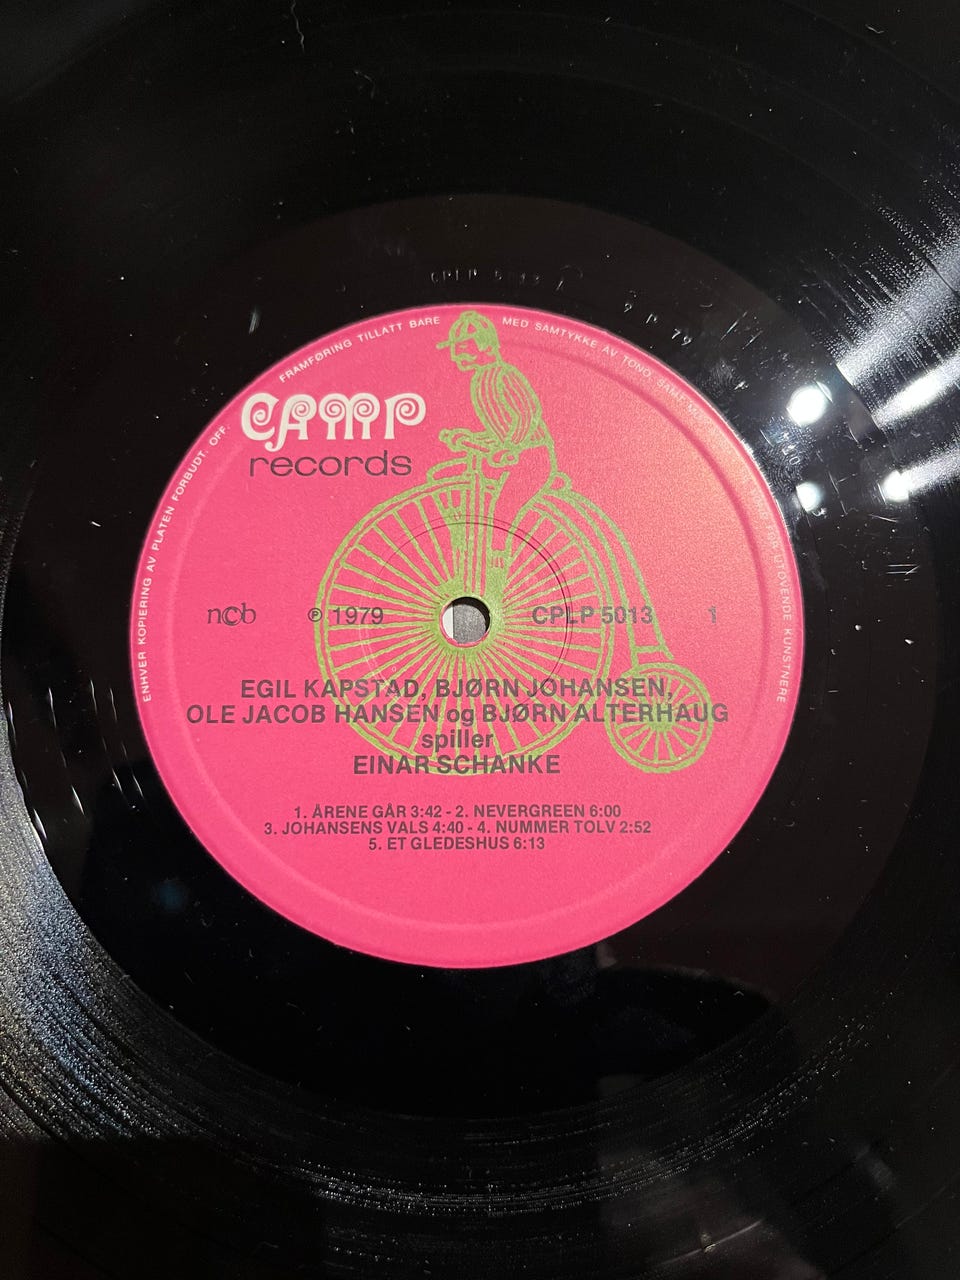 CPLP 5013 A
ENHVER KOPIERING AV PLATEN FORBUDT. OFF. FRAMFØRING TILLATT BARE MED SAMTYKKE AV TONO UTØVENDE KUNSTNERE
CAMP
records
ncb ℗ 1979 CPLP 5013 1
EGIL KAPSTAD, BJØRN JOHANSEN,
OLE JACOB HANSEN og BJØRN ALTERHAUG
spiller
EINAR SCHANKE
1. ÅRENE GÅR 3:42 - 2. NEVERGREEN 6:00
3. JOHANSENS VALS 4:40 - 4. NUMMER TOLV 2:52
5. ET GLEDESHUS 6:13